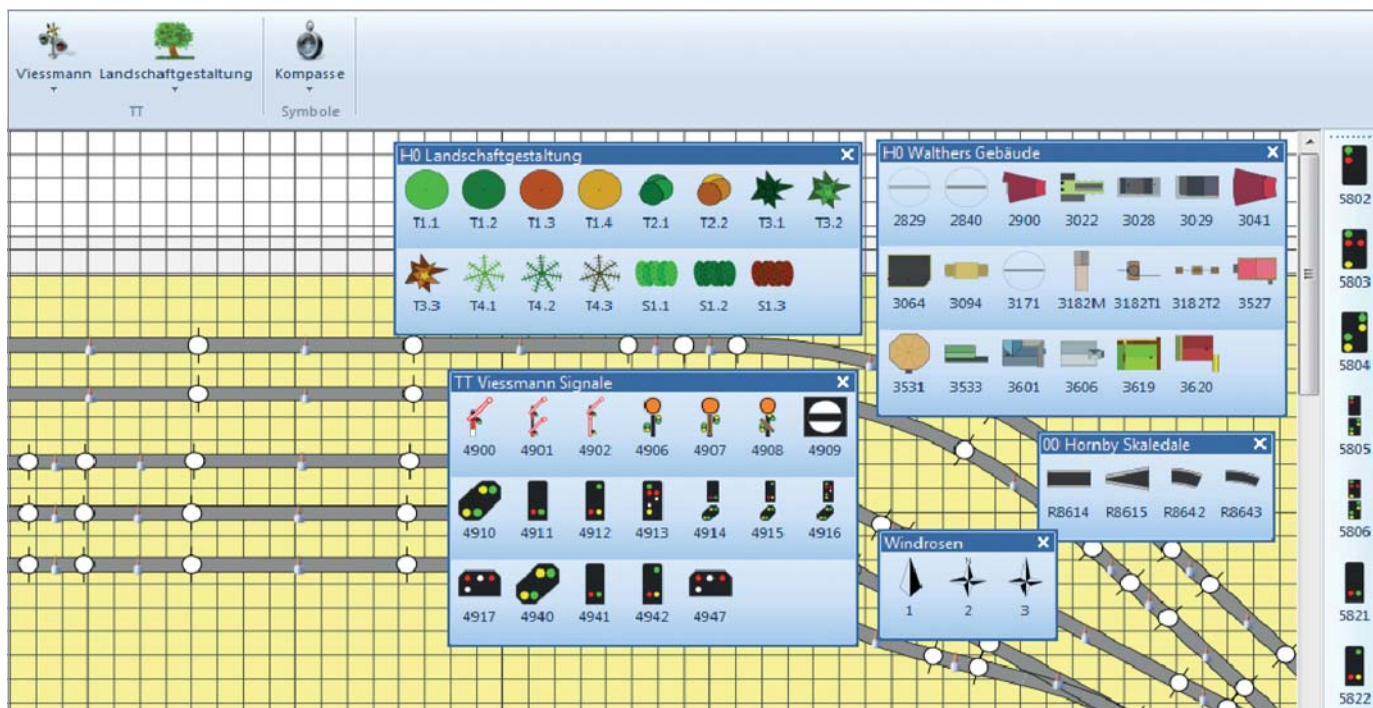 Viessmann Landschaftgestaltung Kompasse
TT Symbole
H0 Landschaftgestaltung
T1.1 T1.2 T1.3 T1.4 T2.1 T2.2 T3.1 T3.2
T3.3 T4.1 T4.2 T4.3 S1.1 S1.2 S1.3
H0 Walthers Gebäude
2829 2840 2900 3022 3028 3029 3041
3064 3094 3171 3182M 3182T1 3182T2 3527
3531 3533 3601 3606 3619 3620
TT Viessmann Signale
4900 4901 4902 4906 4907 4908 4909
4910 4911 4912 4913 4914 4915 4916
4917 4940 4941 4942 4947
00 Hornby Skaledale
R8614 R8615 R8642 R8643
Windrosen
N
1 2 3
5802
5803
5804
5805
5806
5821
5822